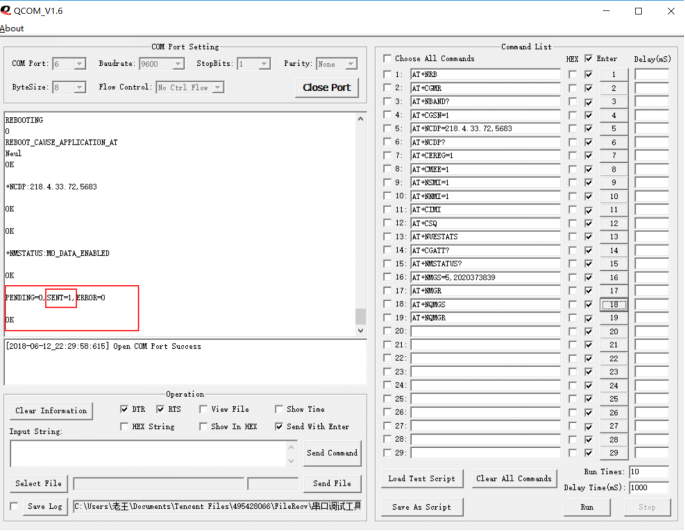 QCOM_V1.6
About
COM Port Setting
COM Port: 6 Baudrate: 9600 StopBits: 1 Parity: None
ByteSize: 8 Flow Control: No Ctrl Flow Close Port
REBOOTING
0
REBOOT_CAUSE_APPLICATION_AT
Neul
OK
+NCDP:218.4.33.72,5683
OK
OK
+NMSTATUS:MO_DATA_ENABLED
OK
PENDING=0,SENT=1,ERROR=0
OK
[2018-06-12_22:29:58:615] Open COM Port Success
Operation
Clear Information DTR RTS View File Show Time
HEX String Show In HEX Send With Enter
Input String:
Send Command
Select File Send File
Save Log C:\Users\老王\Documents\Tencent Files\495428066\FileRecv\串口调试工具
Command List
Choose All Commands HEX Enter Delay(mS)
1: AT+NRB 1
2: AT+CGMR 2
3: AT+NBAND? 3
4: AT+CGSN=1 4
5: AT+NCDP=218.4.33.72,5683 5
6: AT+NCDP? 6
7: AT+CEREG=1 7
8: AT+CMEE=1 8
9: AT+NSMI=1 9
10: AT+NNMI=1 10
11: AT+CIMI 11
12: AT+CSQ 12
13: AT+NUESTATS 13
14: AT+CGATT? 14
15: AT+NMSTATUS? 15
16: AT+NMGS=5,2020373839 16
17: AT+NMGR 17
18: AT+NQMGS 18
19: AT+NQMGR 19
20: 20
21: 21
22: 22
23: 23
24: 24
25: 25
26: 26
27: 27
28: 28
29: 29
Load Test Script Clear All Commands Run Times: 10
Delay Time(mS): 1000
Save As Script Run Stop